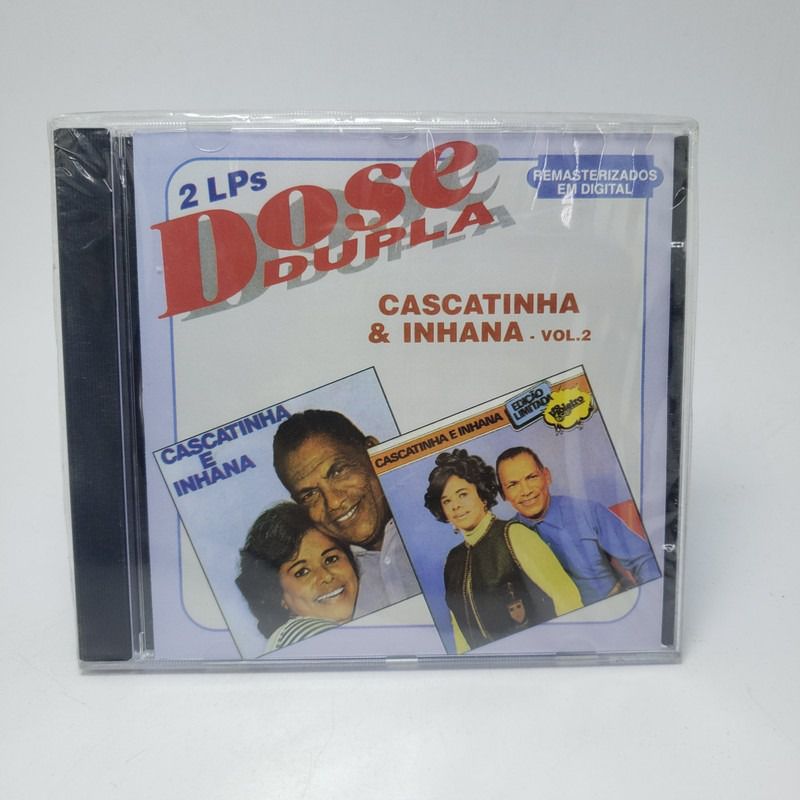 2 LPs
Dose
DUPLA
REMASTERIZADOS
EM DIGITAL
CASCATINHA
& INHANA - VOL.2
CASCATINHA
E
INHANA
CASCATINHA E INHANA
EDIÇÃO
LIMITADA